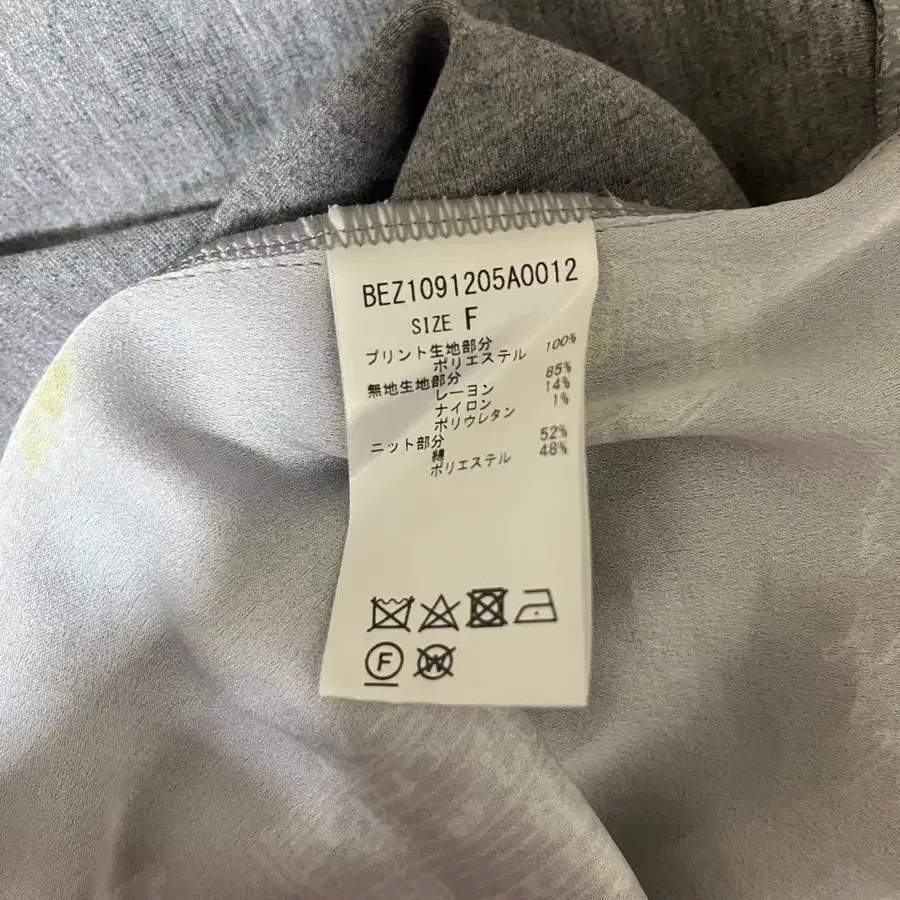 BEZ1091205A0012
SIZE F
プリント生地部分
ポリエステル 100%
無地生地部分
レーヨン 85%
ナイロン 14%
ポリウレタン 1%
ニット部分
綿 52%
ポリエステル 48%
F
W